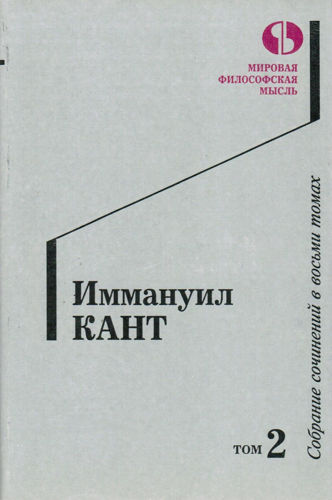 МИРОВАЯ
ФИЛОСОФСКАЯ
МЫСЛЬ
Иммануил
КАНТ
Собрание сочинений в восьми томах
ТОМ 2